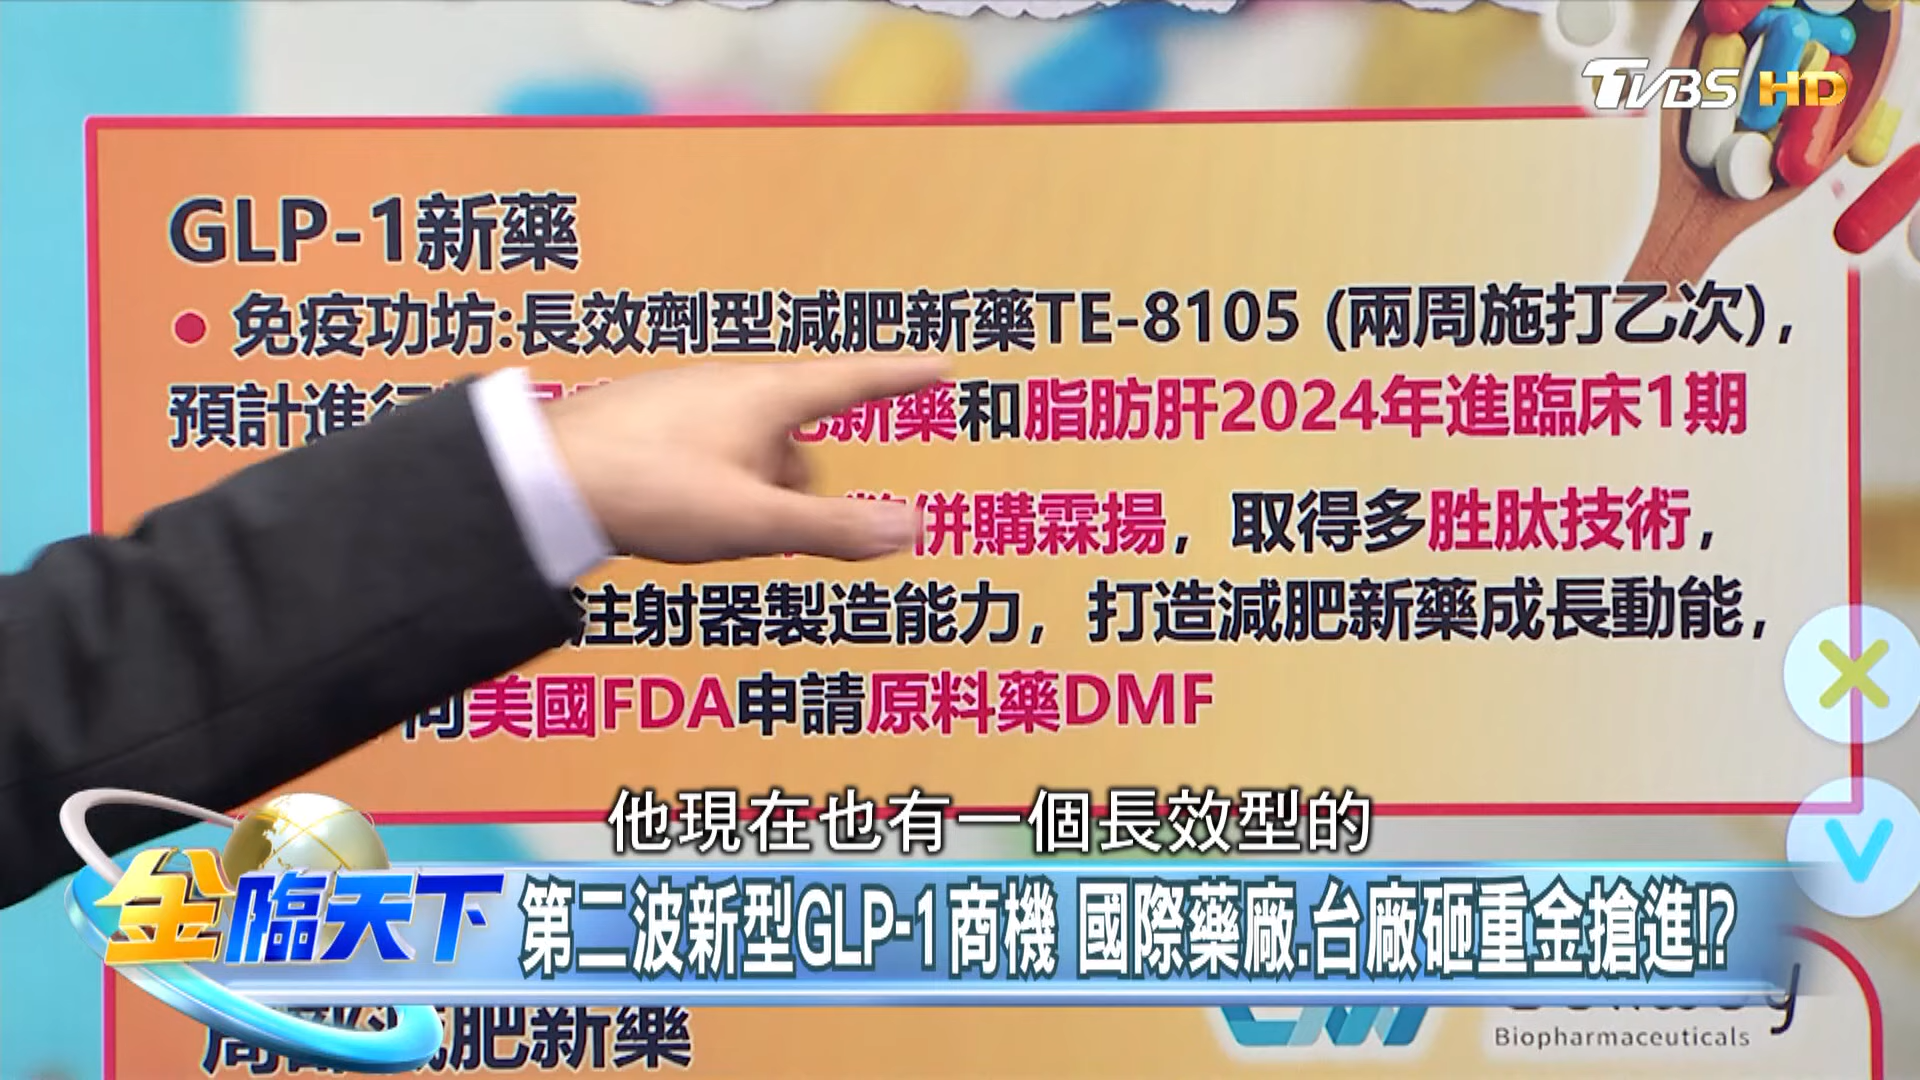 TVBS HD
GLP-1新藥
● 免疫功坊:長效劑型減肥新藥TE-8105 (兩周施打乙次),
預計進行 新藥和脂肪肝2024年進臨床1期
併購霖揚, 取得多胜肽技術,
注射器製造能力, 打造減肥新藥成長動能,
向美國FDA申請原料藥DMF
他現在也有一個長效型的
金臨天下
第二波新型GLP-1商機 國際藥廠.台廠砸重金搶進!?
減肥新藥
Biopharmaceuticals